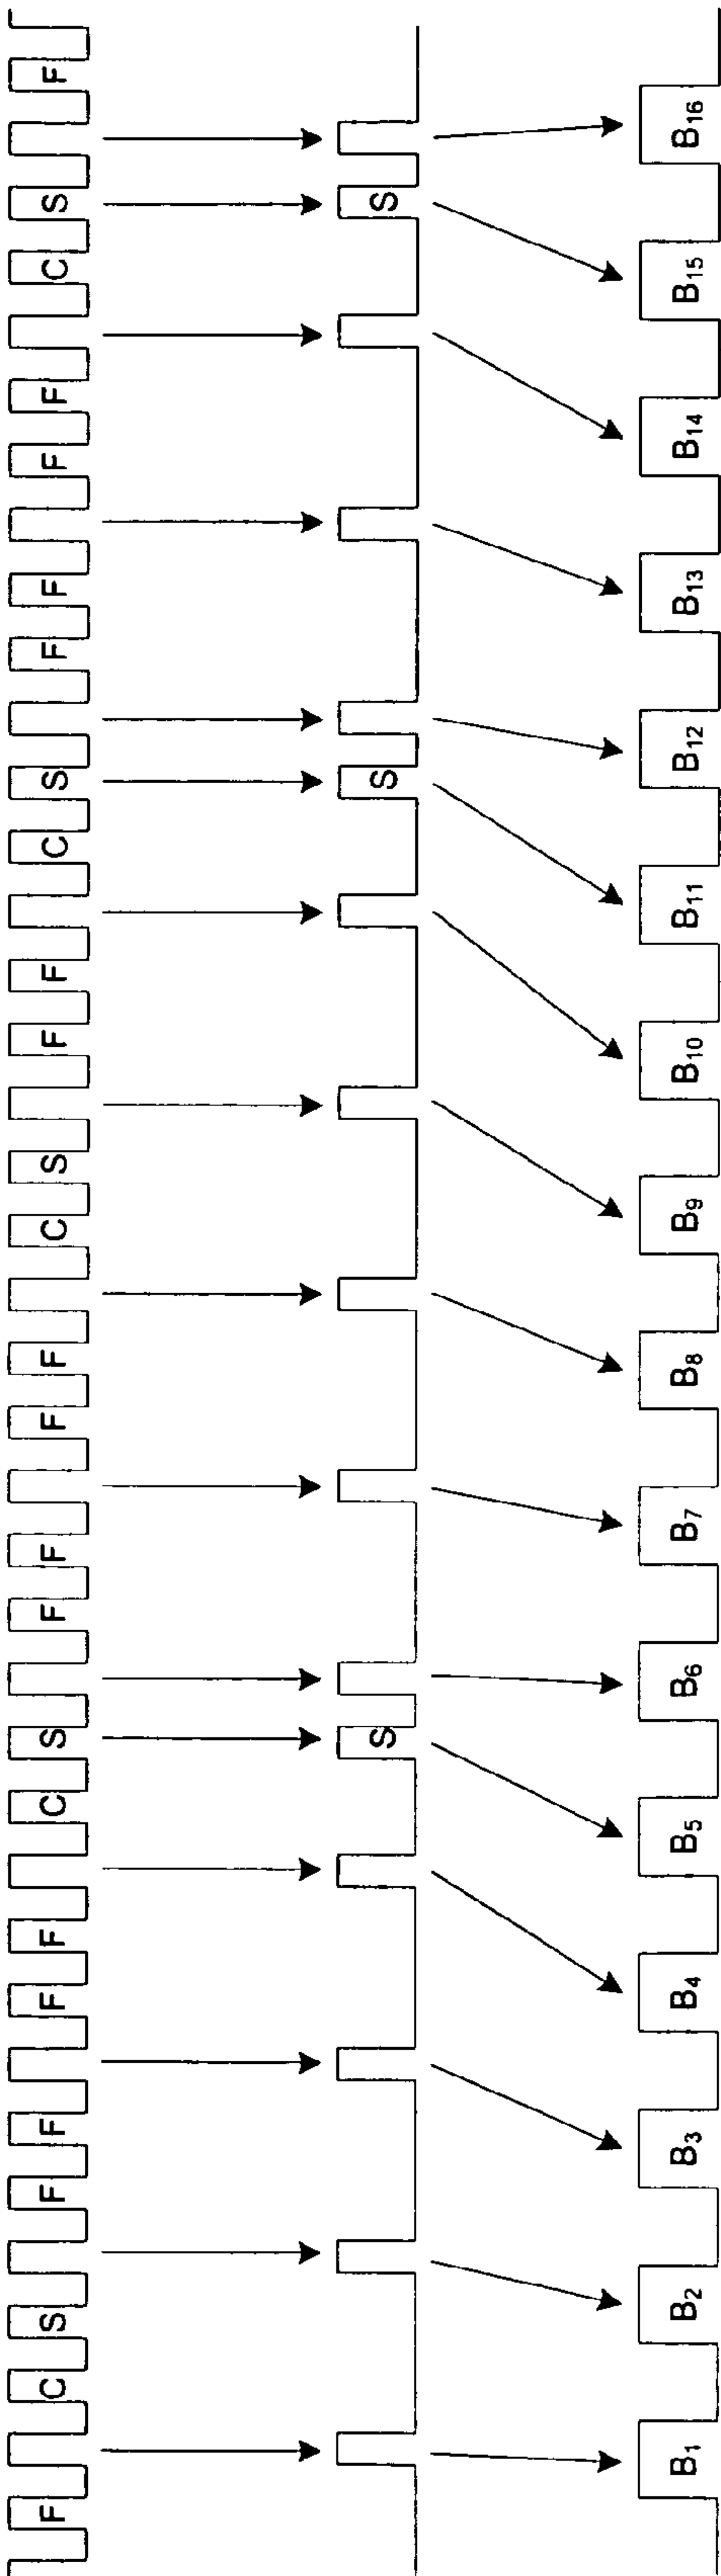 F C S F F F F C S F F F F C S F F C S F F F F C S F
S S S
B₁ B₂ B₃ B₄ B₅ B₆ B₇ B₈ B₉ B₁₀ B₁₁ B₁₂ B₁₃ B₁₄ B₁₅ B₁₆